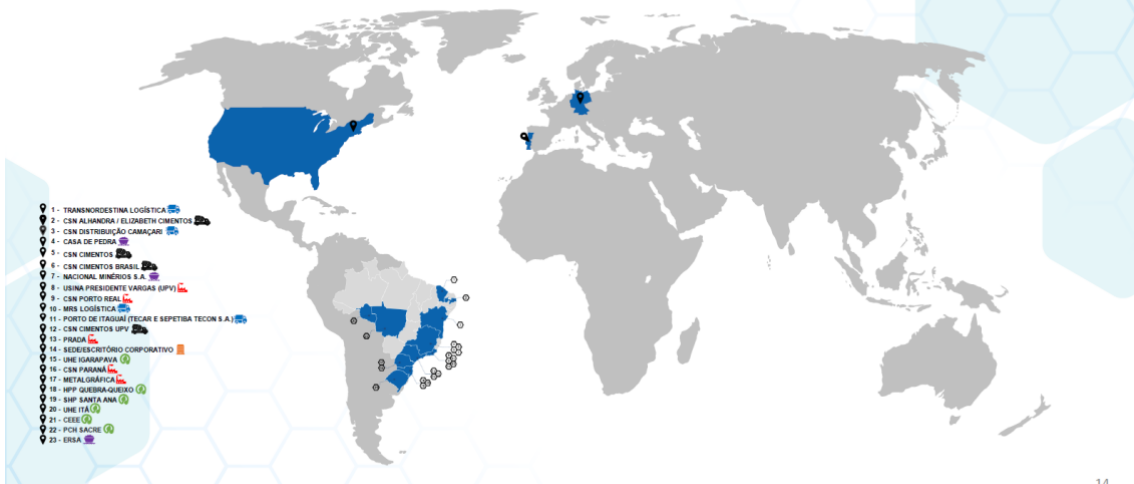 1 - TRANSNORDESTINA LOGÍSTICA
2 - CSN ALHANDRA / ELIZABETH CIMENTOS
3 - CSN DISTRIBUIÇÃO CAMAÇARI
4 - CASA DE PEDRA
5 - CSN CIMENTOS
6 - CSN CIMENTOS BRASIL
7 - NACIONAL MINÉRIOS S.A.
8 - USINA PRESIDENTE VARGAS (UPV)
9 - CSN PORTO REAL
10 - MRS LOGÍSTICA
11 - PORTO DE ITAGUAÍ (TECAR E SEPETIBA TECON S.A.)
12 - CSN CIMENTOS UPV
13 - PRADA
14 - SEDE/ESCRITÓRIO CORPORATIVO
15 - UHE IGARAPAVA
16 - CSN PARANÁ
17 - METALGRÁFICA
18 - HPP QUEBRA-QUEIXO
19 - SHP SANTA ANA
20 - UHE ITÁ
21 - CEEE
22 - PCH SACRE
23 - ERSA
14